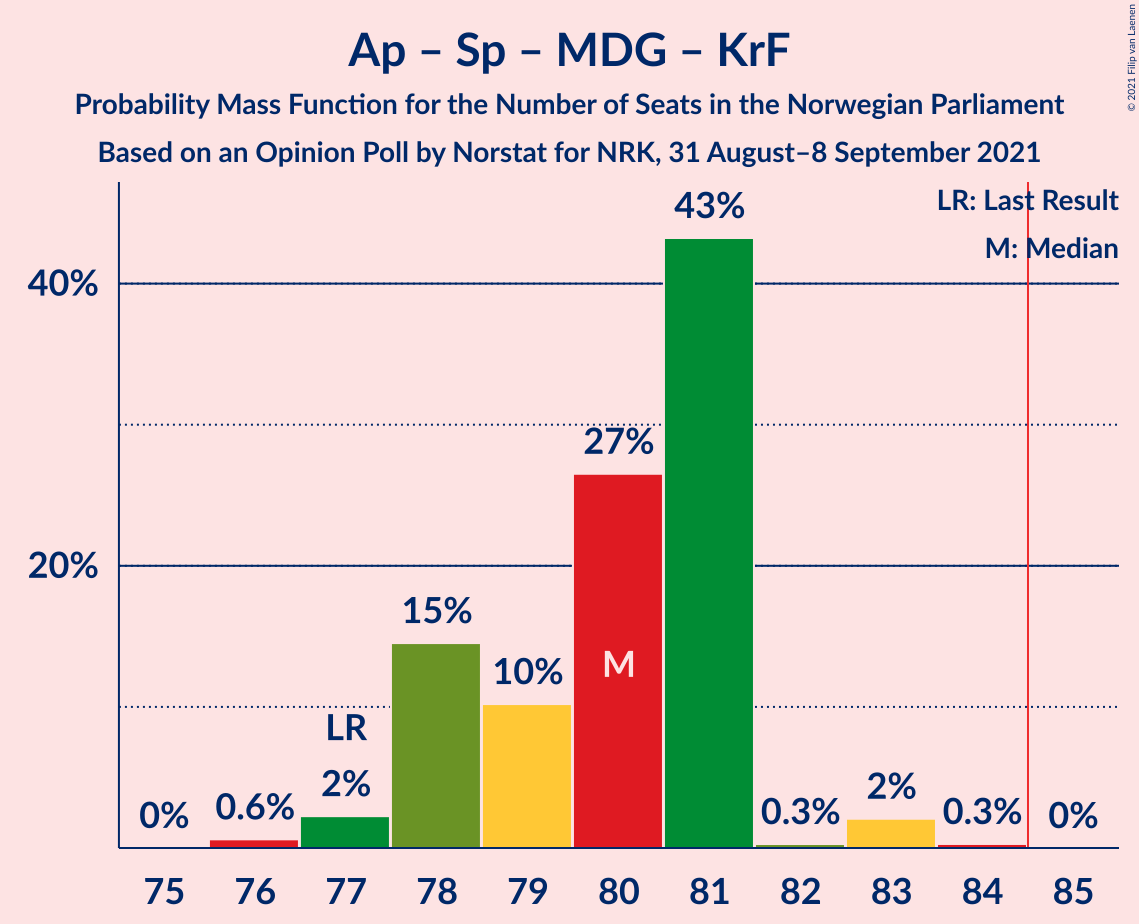 Ap – Sp – MDG – KrF
Probability Mass Function for the Number of Seats in the Norwegian Parliament
Based on an Opinion Poll by Norstat for NRK, 31 August–8 September 2021
© 2021 Filip van Laenen
LR: Last Result
M: Median
43%
40%
27%
20%
15%
10%
M
LR
2%
0%
0.6%
0.3%
2%
0.3%
0%
75 76 77 78 79 80 81 82 83 84 85